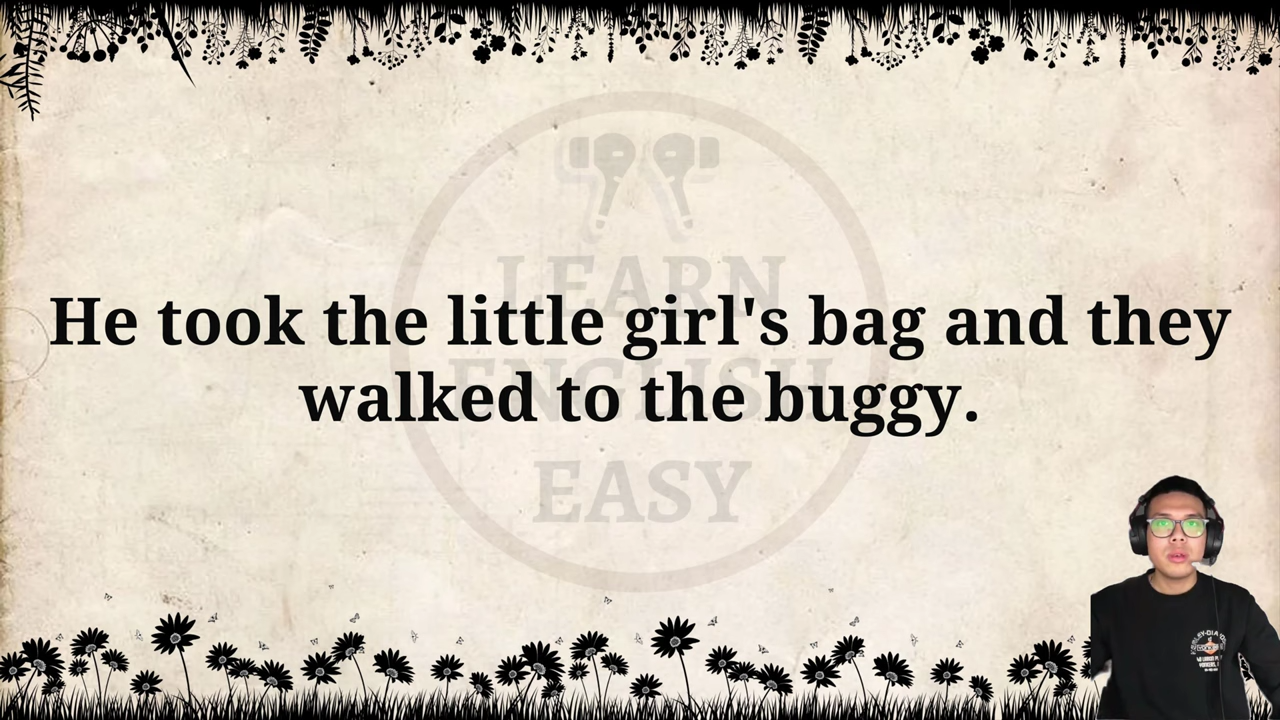 LEARN
He took the little girl's bag and they
ENGLISH
walked to the buggy.
EASY